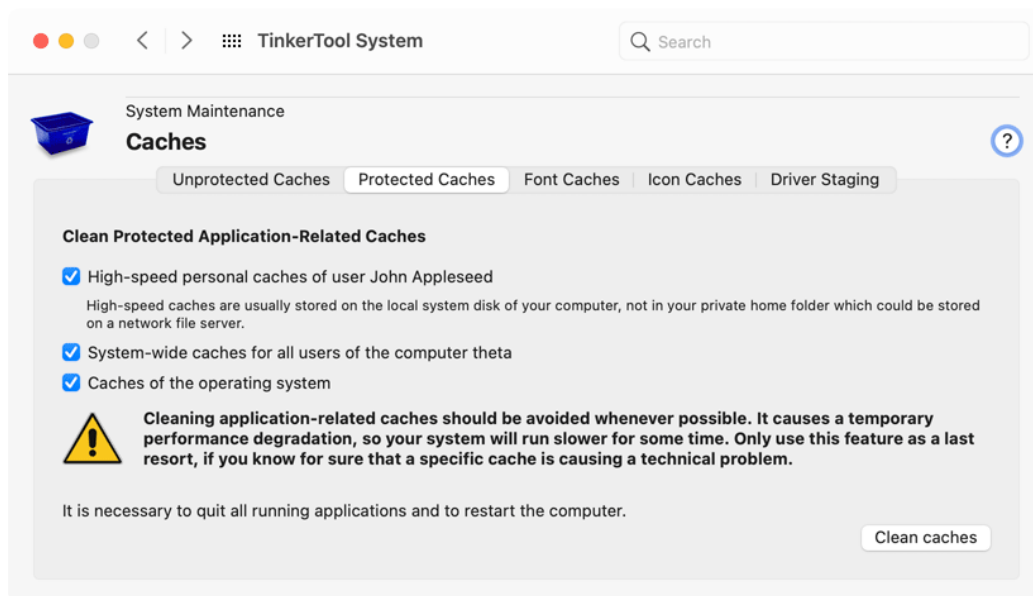 TinkerTool System
Search
System Maintenance
Caches
?
Unprotected Caches
Protected Caches
Font Caches
Icon Caches
Driver Staging
Clean Protected Application-Related Caches
High-speed personal caches of user John Appleseed
High-speed caches are usually stored on the local system disk of your computer, not in your private home folder which could be stored
on a network file server.
System-wide caches for all users of the computer theta
Caches of the operating system
Cleaning application-related caches should be avoided whenever possible. It causes a temporary
performance degradation, so your system will run slower for some time. Only use this feature as a last
resort, if you know for sure that a specific cache is causing a technical problem.
It is necessary to quit all running applications and to restart the computer.
Clean caches